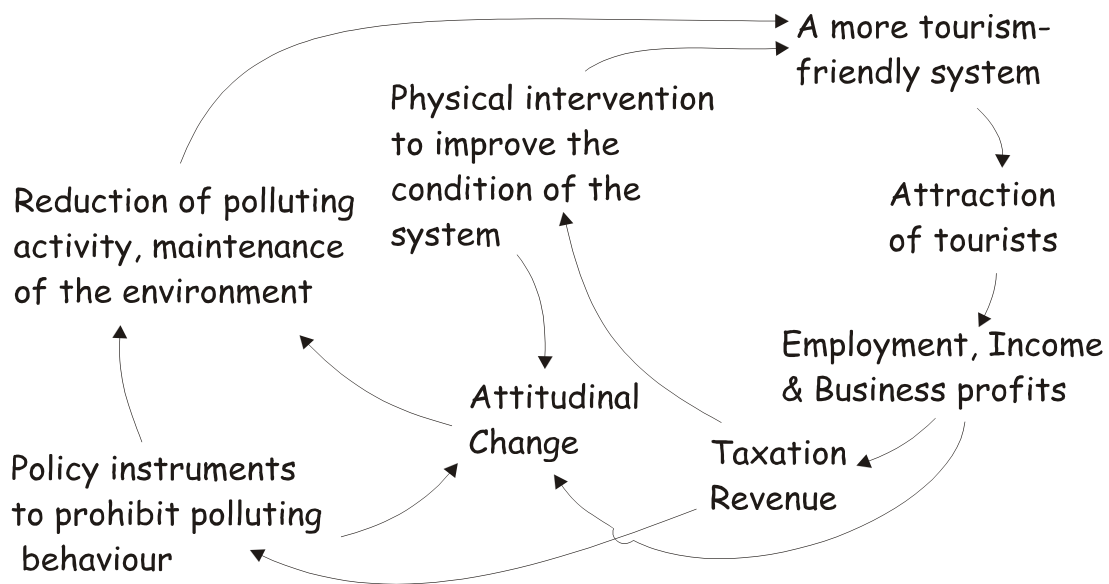 A more tourism-
friendly system
Physical intervention
to improve the
condition of the
system
Reduction of polluting
activity, maintenance
of the environment
Attraction
of tourists
Employment, Income
& Business profits
Attitudinal
Change
Taxation
Revenue
Policy instruments
to prohibit polluting
behaviour